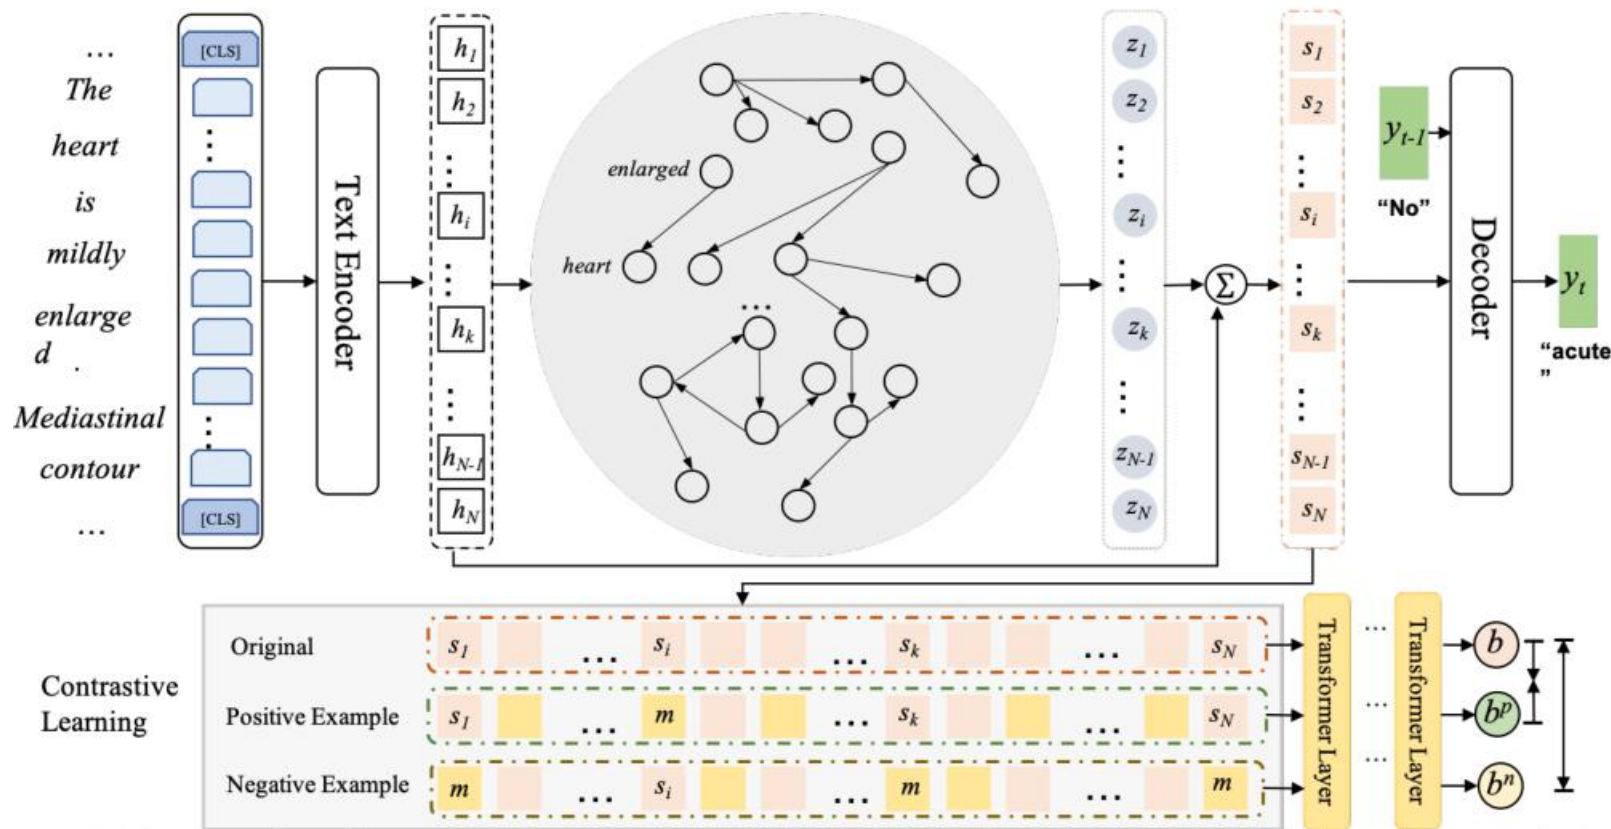 ...
The
heart
is
mildly
enlarge
d .
Mediastinal
contour
...
[CLS]
[CLS]
Text Encoder
h1
h2
hi
hk
hN-1
hN
enlarged
heart
...
z1
z2
zi
zk
zN-1
zN
Σ
s1
s2
si
sk
sN-1
sN
yt-1
“No”
Decoder
yt
“acute
”
Contrastive
Learning
Original
s1 ... si ... sk ... sN
Positive Example
s1 ... m ... sk ... sN
Negative Example
m ... si ... m ... m
Transformer Layer
...
...
...
Transformer Layer
b
bp
bn